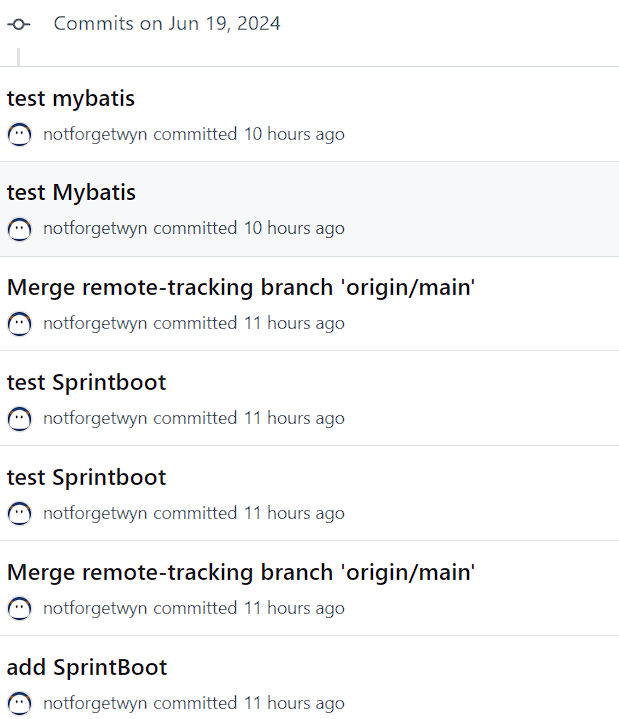 Commits on Jun 19, 2024
test mybatis
notforgetwyn committed 10 hours ago
test Mybatis
notforgetwyn committed 10 hours ago
Merge remote-tracking branch 'origin/main'
notforgetwyn committed 11 hours ago
test Sprintboot
notforgetwyn committed 11 hours ago
test Sprintboot
notforgetwyn committed 11 hours ago
Merge remote-tracking branch 'origin/main'
notforgetwyn committed 11 hours ago
add SprintBoot
notforgetwyn committed 11 hours ago